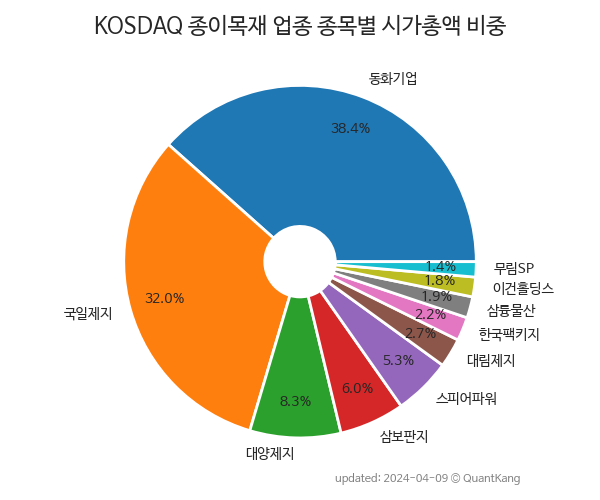 KOSDAQ 종이목재 업종 종목별 시가총액 비중
동화기업
38.4%
국일제지
32.0%
대양제지
8.3%
삼보판지
6.0%
스피어파워
5.3%
대림제지
2.7%
한국팩키지
2.2%
삼륭물산
1.9%
이건홀딩스
1.8%
무림SP
1.4%
updated: 2024-04-09 © QuantKang